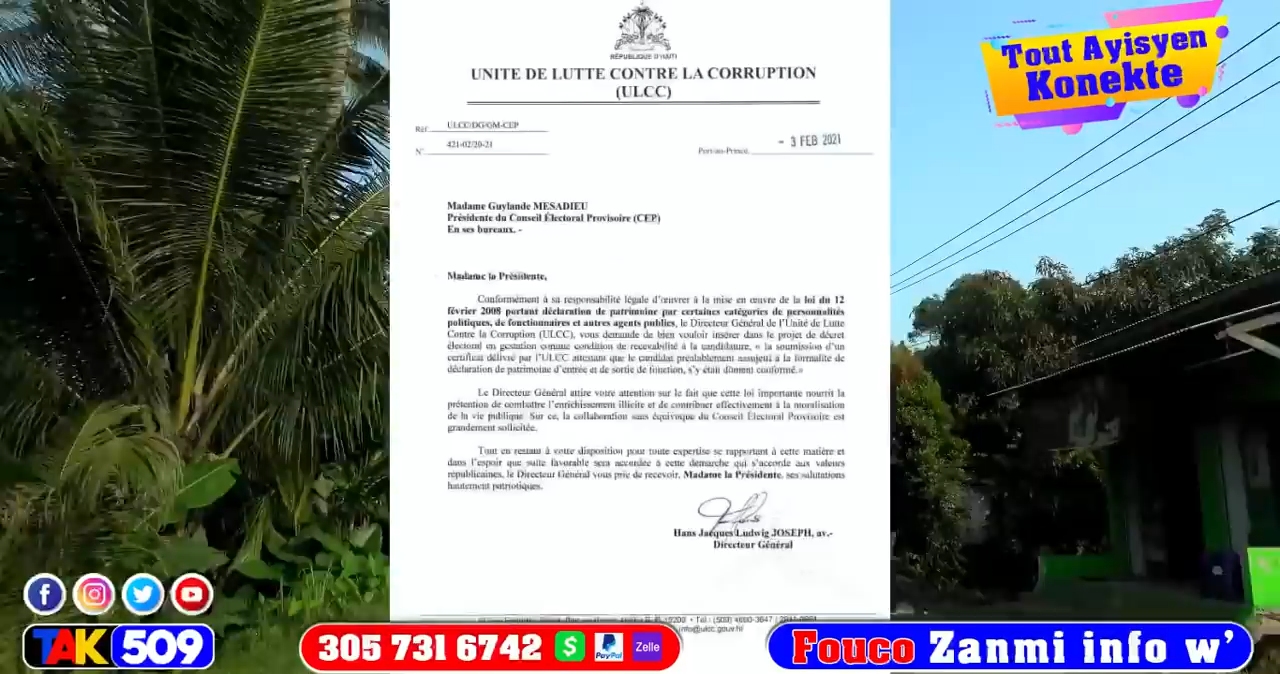 RÉPUBLIQUE D'HAÏTI
UNITE DE LUTTE CONTRE LA CORRUPTION
(ULCC)
Réf. ULCC/DG/QM-CEP
N° 421-02/20-21
Port-au-Prince, - 3 FEB 2021
Tout Ayisyen
Konekte
Madame Guylande MESADIEU
Présidente du Conseil Électoral Provisoire (CEP)
En ses bureaux. -
Madame la Présidente,
Conformément à sa responsabilité légale d'œuvrer à la mise en œuvre de la loi du 12
février 2008 portant déclaration de patrimoine par certaines catégories de personnalités
politiques, de fonctionnaires et autres agents publics, le Directeur Général de l'Unité de Lutte
Contre la Corruption (ULCC), vous demande de bien vouloir insérer dans le projet de décret
électoral en gestation comme condition de recevabilité à la candidature, « la soumission d'un
certificat délivré par l'ULCC attestant que le candidat préalablement assujeti à la formalité de
déclaration de patrimoine d'entrée et de sortie de fonction, s'y était dûment conformé.»
Le Directeur Général attire votre attention sur le fait que cette loi importante nourrit la
prétention de combattre l'enrichissement illicite et de contribuer effectivement à la moralisation
de la vie publique. Sur ce, la collaboration sans équivoque du Conseil Électoral Provisoire est
grandement sollicitée.
Tout en restant à votre disposition pour toute expertise se rapportant à cette matière et
dans l'espoir que suite favorable sera accordée à cette démarche qui s'accorde aux valeurs
républicaines, le Directeur Général vous prie de recevoir, Madame la Présidente, ses salutations
hautement patriotiques.
Hans Jacques Ludwig JOSEPH, av.-
Directeur Général
info@ulcc.gouv.ht
TAK 509
305 731 6742 $ PayPal Zelle
Fouco Zanmi info w'